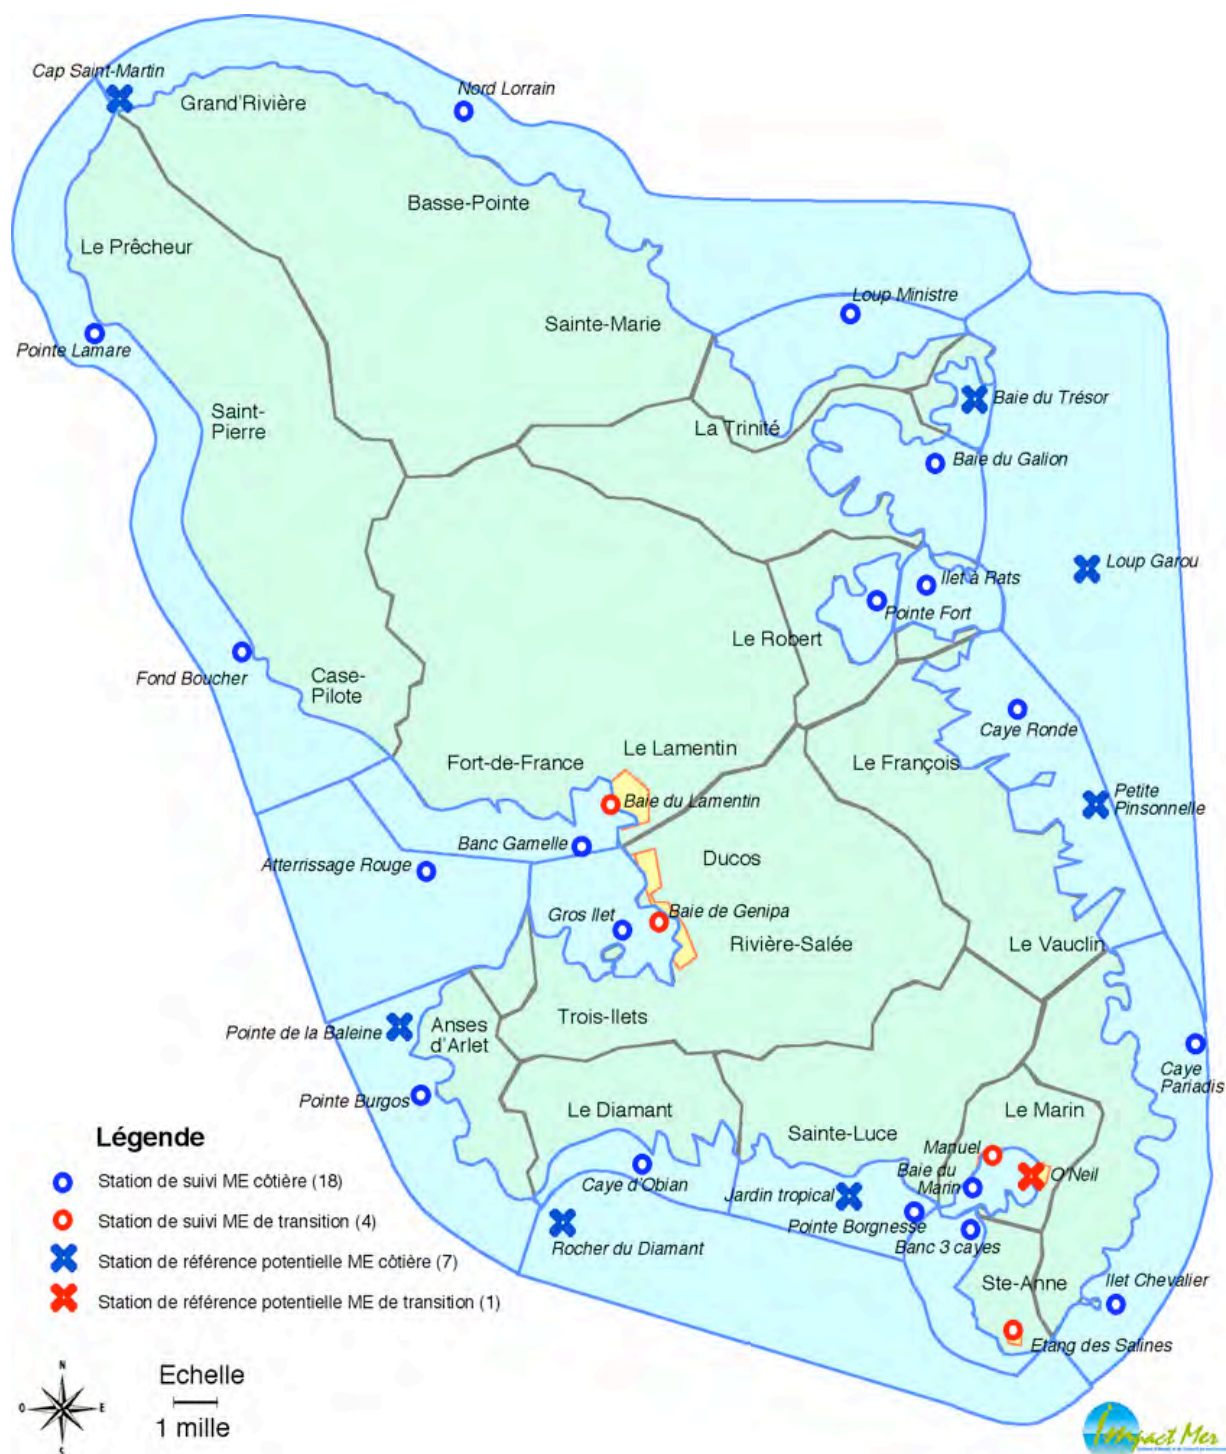 Cap Saint-Martin
Grand'Rivière
Nord Lorrain
Basse-Pointe
Le Prêcheur
Loup Ministre
Sainte-Marie
Pointe Lamare
Baie du Trésor
Saint-
Pierre
La Trinité
Baie du Galion
Loup Garou
Ilet à Rats
Pointe Fort
Le Robert
Fond Boucher
Case-
Pilote
Caye Ronde
Le Lamentin
Fort-de-France
Le François
Petite
Pinsonnelle
Baie du Lamentin
Banc Gamelle
Ducos
Atterrissage Rouge
Gros Ilet
Baie de Genipa
Rivière-Salée
Le Vauclin
Trois-Ilets
Pointe de la Baleine
Anses
d'Arlet
Caye
Pariadis
Pointe Burgos
Le Diamant
Le Marin
Sainte-Luce
Manuel
Baie du
Marin
O'Neil
Caye d'Obian
Jardin tropical
Pointe Borgnesse
Rocher du Diamant
Banc 3 cayes
Ste-Anne
Ilet Chevalier
Etang des Salines
Légende
Station de suivi ME côtière (18)
Station de suivi ME de transition (4)
Station de référence potentielle ME côtière (7)
Station de référence potentielle ME de transition (1)
N
O
E
S
Echelle
1 mille
Impact Mer